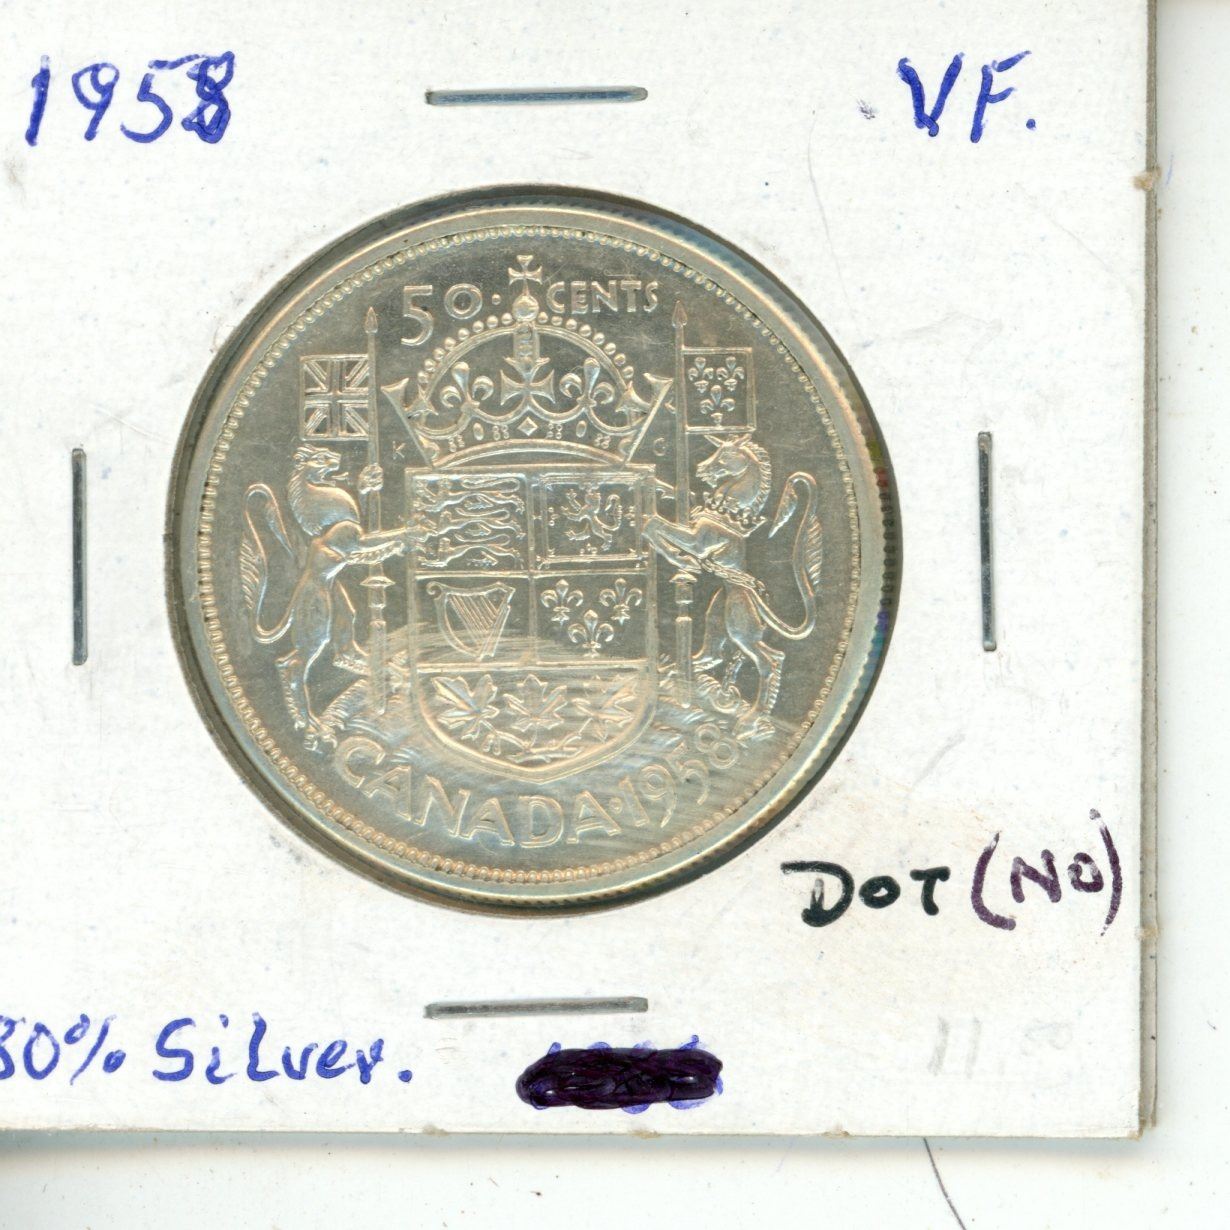 1958
VF.
50 · CENTS
K G
CANADA · 1958
DOT (NO)
80% SiLver.